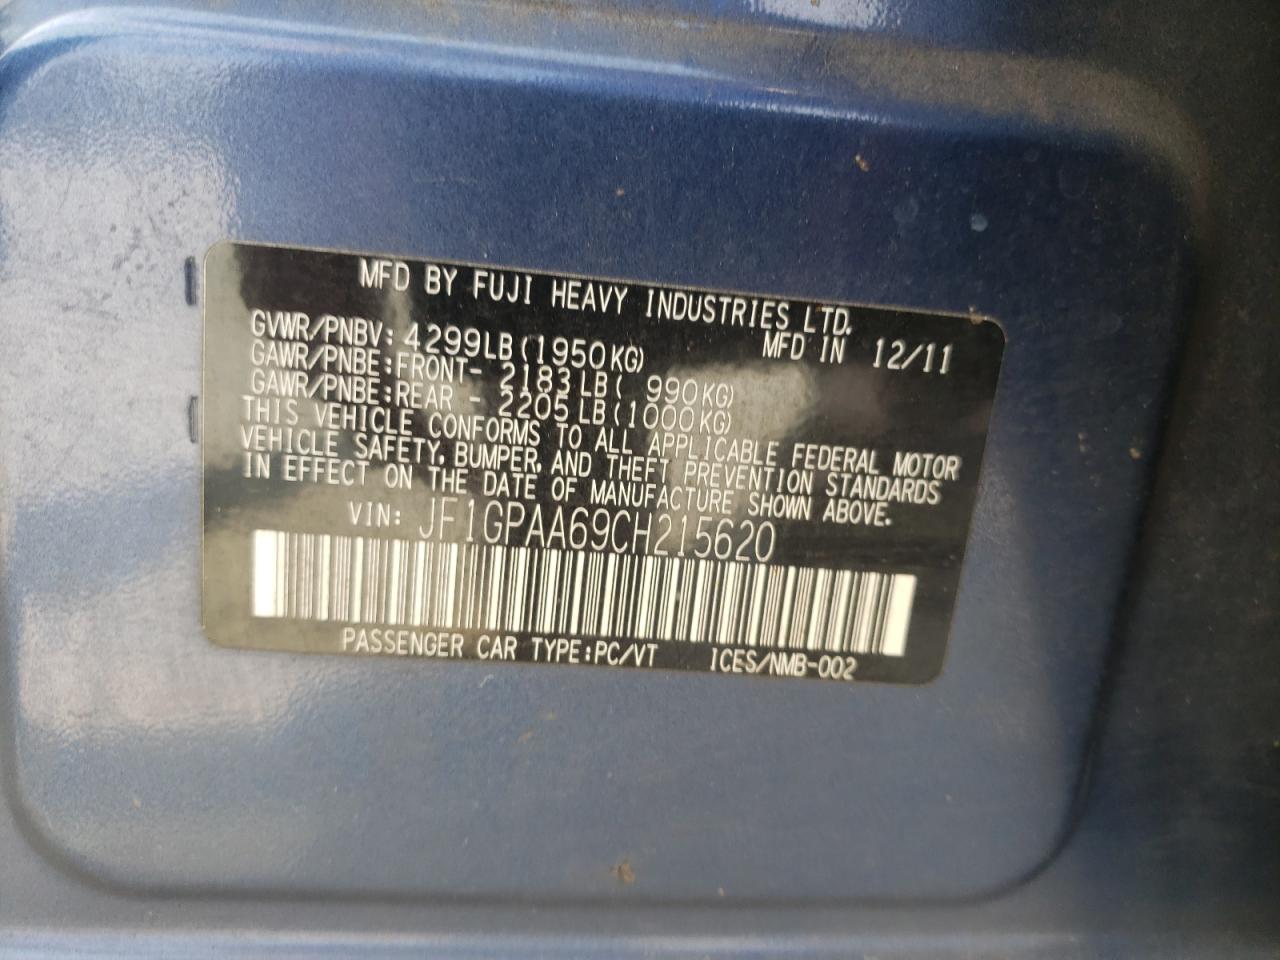 MFD BY FUJI HEAVY INDUSTRIES LTD.
GVWR/PNBV: 4299LB(1950KG) MFD IN 12/11
GAWR/PNBE:FRONT- 2183LB( 990KG)
GAWR/PNBE:REAR - 2205LB(1000KG)
THIS VEHICLE CONFORMS TO ALL APPLICABLE FEDERAL MOTOR
VEHICLE SAFETY, BUMPER, AND THEFT PREVENTION STANDARDS
IN EFFECT ON THE DATE OF MANUFACTURE SHOWN ABOVE.
VIN: JF1GPAA69CH215620
PASSENGER CAR TYPE:PC/VT ICES/NMB-002